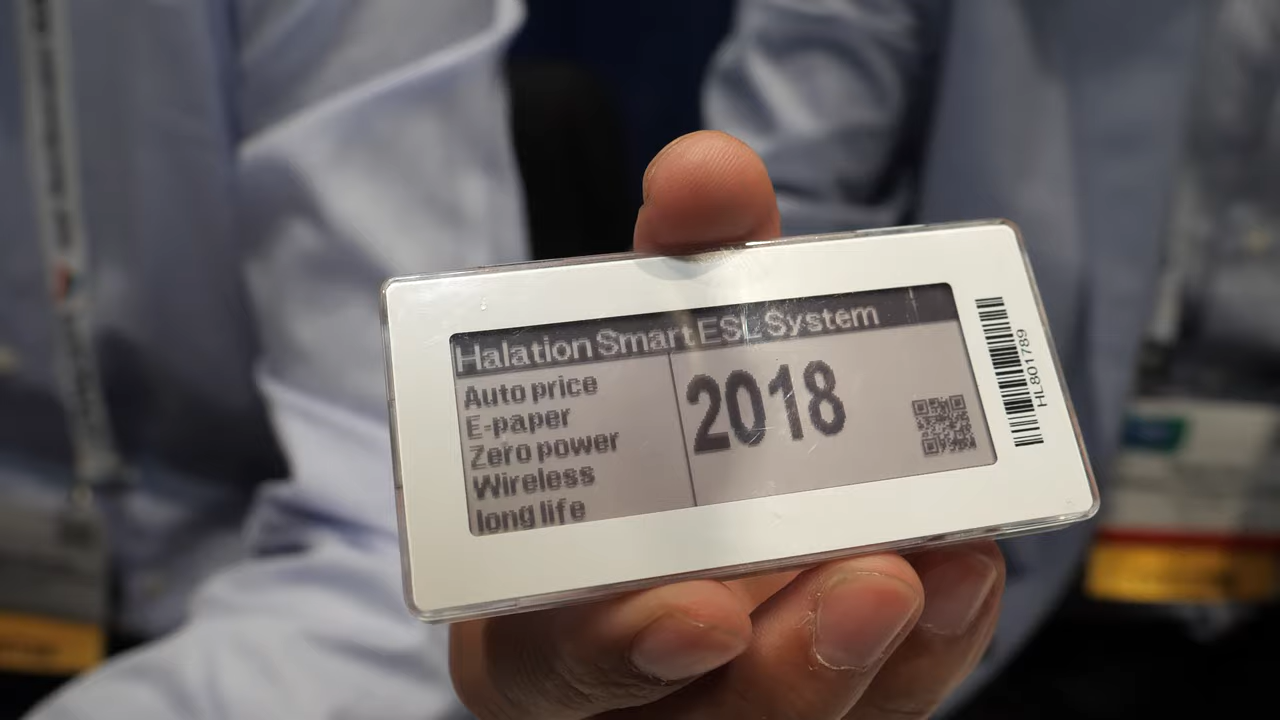 Halation Smart ESL System
Auto price
E-paper
Zero power
Wireless
long life
2018
HL801789